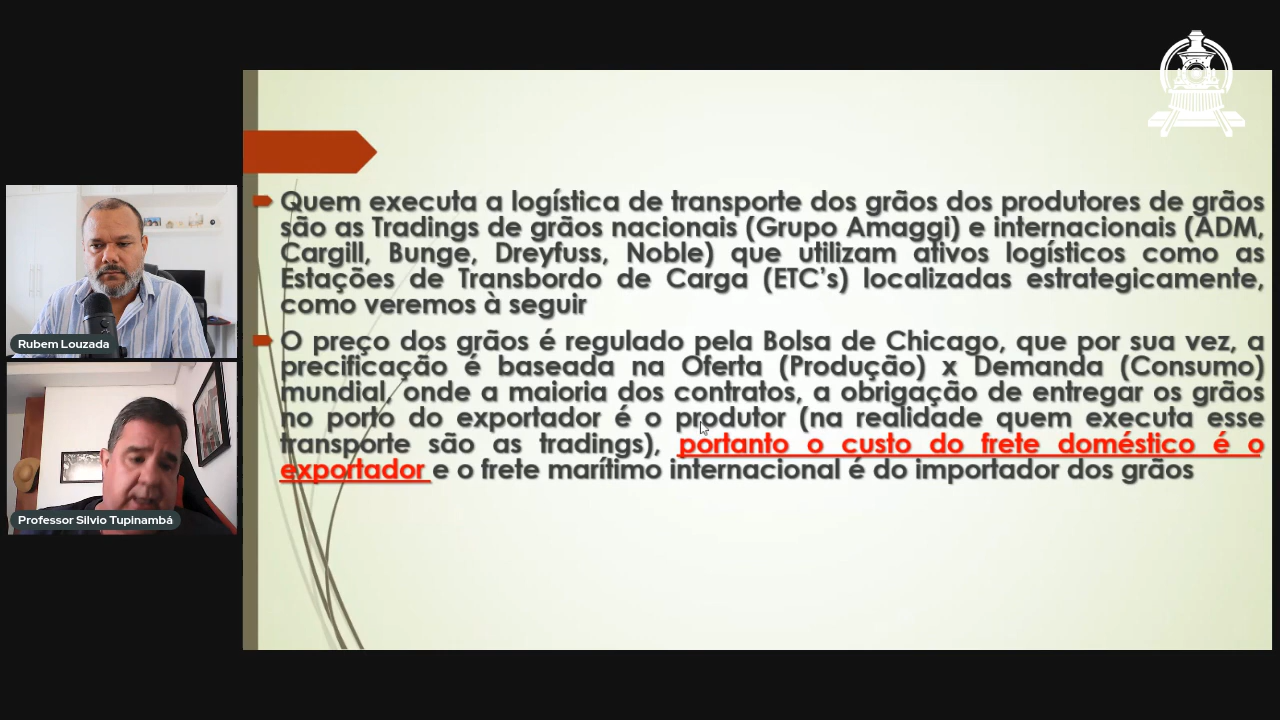 Quem executa a logística de transporte dos grãos dos produtores de grãos
são as Tradings de grãos nacionais (Grupo Amaggi) e internacionais (ADM,
Cargill, Bunge, Dreyfuss, Noble) que utilizam ativos logísticos como as
Estações de Transbordo de Carga (ETC's) localizadas estrategicamente,
como veremos à seguir
O preço dos grãos é regulado pela Bolsa de Chicago, que por sua vez, a
precificação é baseada na Oferta (Produção) x Demanda (Consumo)
mundial, onde a maioria dos contratos, a obrigação de entregar os grãos
no porto do exportador é o produtor (na realidade quem executa esse
transporte são as tradings), portanto o custo do frete doméstico é o
exportador e o frete marítimo internacional é do importador dos grãos
Rubem Louzada
Professor Silvio Tupinambá